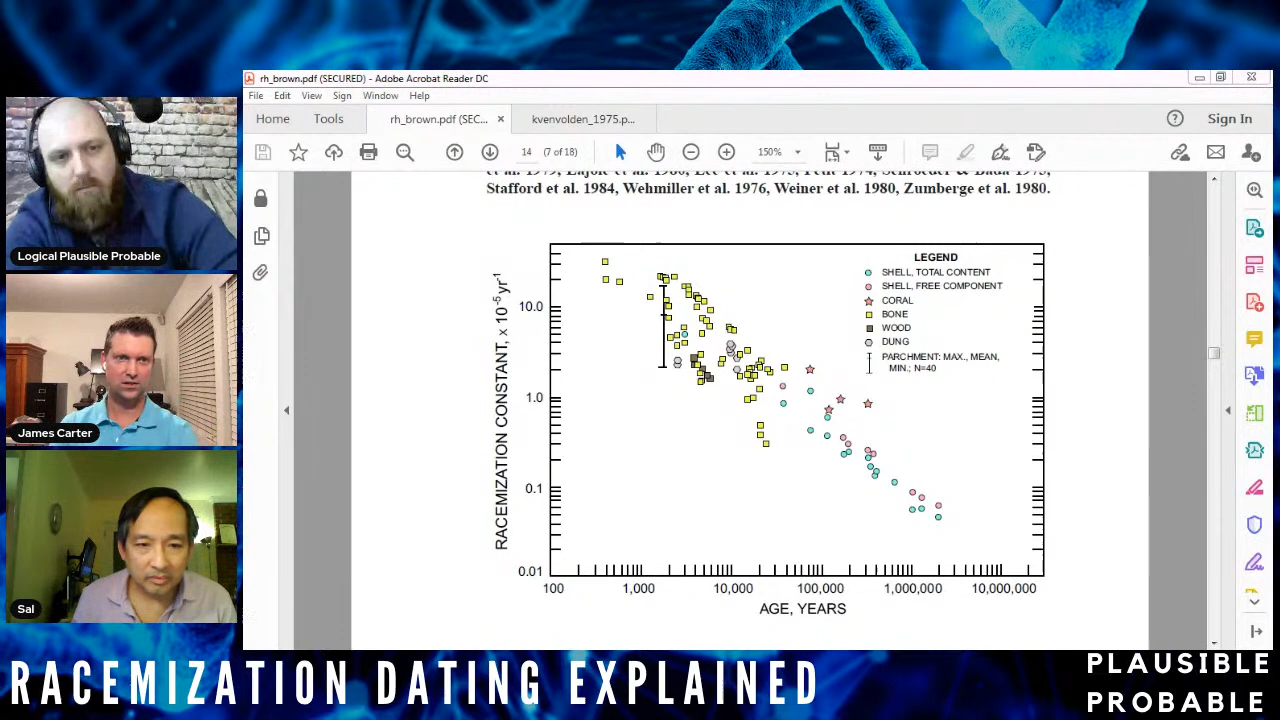 rh_brown.pdf (SECURED) - Adobe Acrobat Reader DC
File Edit View Sign Window Help
Home Tools rh_brown.pdf (SEC... × kvenvolden_1975.p... Sign In
14 (7 of 18) 150%
Stafford et al. 1984, Wehmiller et al. 1976, Weiner et al. 1980, Zumberge et al. 1980.
LEGEND
SHELL, TOTAL CONTENT
SHELL, FREE COMPONENT
CORAL
BONE
WOOD
DUNG
PARCHMENT: MAX., MEAN,
MIN.; N=40
RACEMIZATION CONSTANT, x 10⁻⁵ yr⁻¹
10.0
1.0
0.1
0.01
100 1,000 10,000 100,000 1,000,000 10,000,000
AGE, YEARS
Logical Plausible Probable
James Carter
Sal
RACEMIZATION DATING EXPLAINED
PLAUSIBLE
PROBABLE